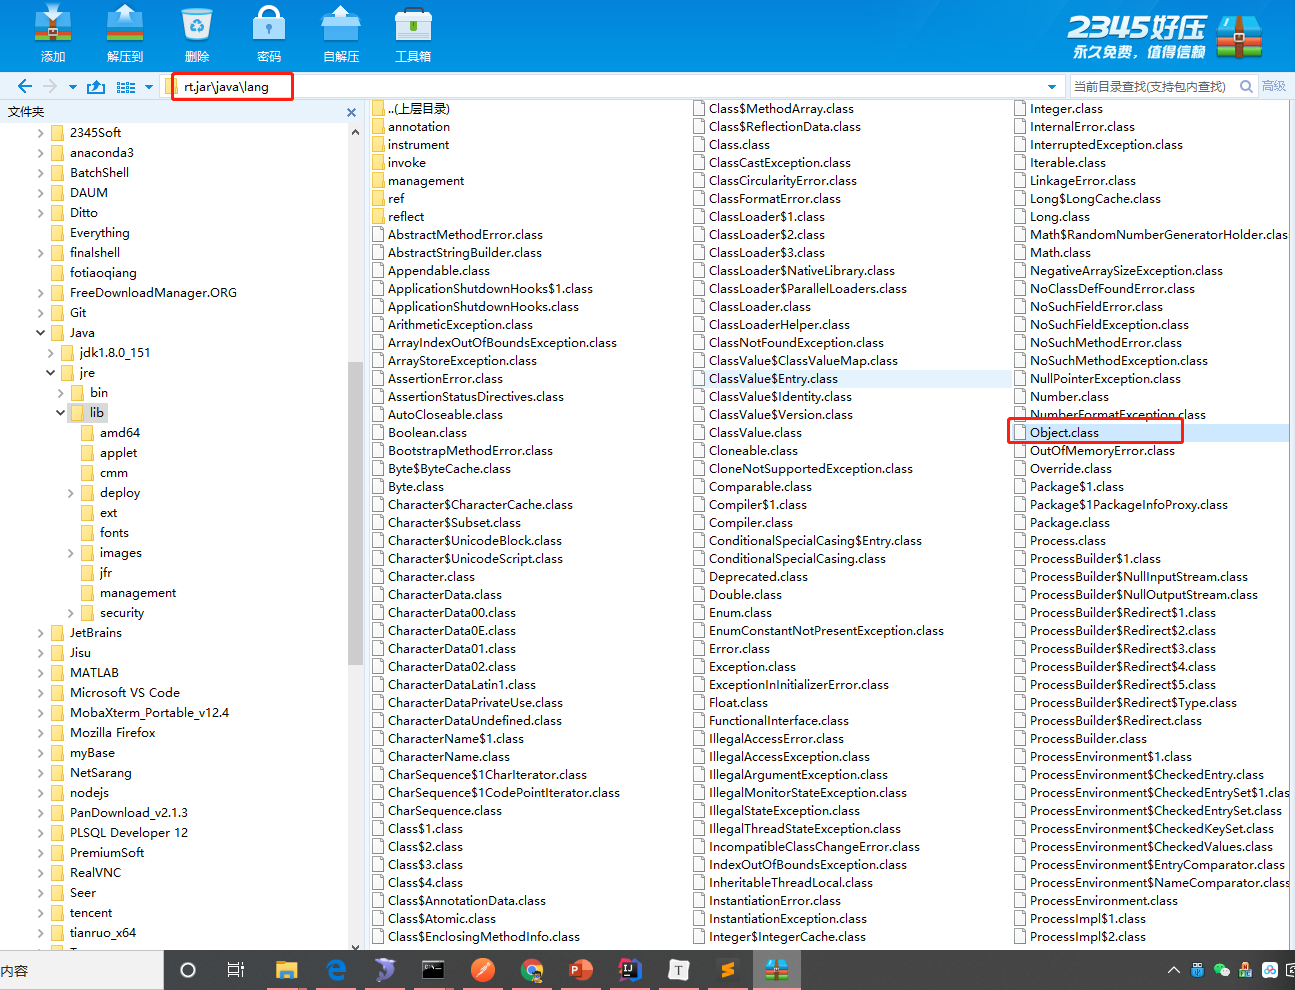 添加
解压到
删除
密码
自解压
工具箱
2345好压
永久免费，值得信赖
rt.jar\java\lang
当前目录查找(支持包内查找)
高级
文件夹
2345Soft
anaconda3
BatchShell
DAUM
Ditto
Everything
finalshell
fotiaoqiang
FreeDownloadManager.ORG
Git
Java
jdk1.8.0_151
jre
bin
lib
amd64
applet
cmm
deploy
ext
fonts
images
jfr
management
security
JetBrains
Jisu
MATLAB
Microsoft VS Code
MobaXterm_Portable_v12.4
Mozilla Firefox
myBase
NetSarang
nodejs
PanDownload_v2.1.3
PLSQL Developer 12
PremiumSoft
RealVNC
Seer
tencent
tianruo_x64
..(上层目录)
annotation
instrument
invoke
management
ref
reflect
AbstractMethodError.class
AbstractStringBuilder.class
Appendable.class
ApplicationShutdownHooks$1.class
ApplicationShutdownHooks.class
ArithmeticException.class
ArrayIndexOutOfBoundsException.class
ArrayStoreException.class
AssertionError.class
AssertionStatusDirectives.class
AutoCloseable.class
Boolean.class
BootstrapMethodError.class
Byte$ByteCache.class
Byte.class
Character$CharacterCache.class
Character$Subset.class
Character$UnicodeBlock.class
Character$UnicodeScript.class
Character.class
CharacterData.class
CharacterData00.class
CharacterData0E.class
CharacterData01.class
CharacterData02.class
CharacterDataLatin1.class
CharacterDataPrivateUse.class
CharacterDataUndefined.class
CharacterName$1.class
CharacterName.class
CharSequence$1CharIterator.class
CharSequence$1CodePointIterator.class
CharSequence.class
Class$1.class
Class$2.class
Class$3.class
Class$4.class
Class$AnnotationData.class
Class$Atomic.class
Class$EnclosingMethodInfo.class
Class$MethodArray.class
Class$ReflectionData.class
Class.class
ClassCastException.class
ClassCircularityError.class
ClassFormatError.class
ClassLoader$1.class
ClassLoader$2.class
ClassLoader$3.class
ClassLoader$NativeLibrary.class
ClassLoader$ParallelLoaders.class
ClassLoader.class
ClassLoaderHelper.class
ClassNotFoundException.class
ClassValue$ClassValueMap.class
ClassValue$Entry.class
ClassValue$Identity.class
ClassValue$Version.class
ClassValue.class
Cloneable.class
CloneNotSupportedException.class
Comparable.class
Compiler$1.class
Compiler.class
ConditionalSpecialCasing$Entry.class
ConditionalSpecialCasing.class
Deprecated.class
Double.class
Enum.class
EnumConstantNotPresentException.class
Error.class
Exception.class
ExceptionInInitializerError.class
Float.class
FunctionalInterface.class
IllegalAccessError.class
IllegalAccessException.class
IllegalArgumentException.class
IllegalMonitorStateException.class
IllegalStateException.class
IllegalThreadStateException.class
IncompatibleClassChangeError.class
IndexOutOfBoundsException.class
InheritableThreadLocal.class
InstantiationError.class
InstantiationException.class
Integer$IntegerCache.class
Integer.class
InternalError.class
InterruptedException.class
Iterable.class
LinkageError.class
Long$LongCache.class
Long.class
Math$RandomNumberGeneratorHolder.clas
Math.class
NegativeArraySizeException.class
NoClassDefFoundError.class
NoSuchFieldError.class
NoSuchFieldException.class
NoSuchMethodError.class
NoSuchMethodException.class
NullPointerException.class
Number.class
NumberFormatException.class
Object.class
OutOfMemoryError.class
Override.class
Package$1.class
Package$1PackageInfoProxy.class
Package.class
Process.class
ProcessBuilder$1.class
ProcessBuilder$NullInputStream.class
ProcessBuilder$NullOutputStream.class
ProcessBuilder$Redirect$1.class
ProcessBuilder$Redirect$2.class
ProcessBuilder$Redirect$3.class
ProcessBuilder$Redirect$4.class
ProcessBuilder$Redirect$5.class
ProcessBuilder$Redirect$Type.class
ProcessBuilder$Redirect.class
ProcessBuilder.class
ProcessEnvironment$1.class
ProcessEnvironment$CheckedEntry.class
ProcessEnvironment$CheckedEntrySet$1.clas
ProcessEnvironment$CheckedEntrySet.class
ProcessEnvironment$CheckedKeySet.class
ProcessEnvironment$CheckedValues.class
ProcessEnvironment$EntryComparator.class
ProcessEnvironment$NameComparator.class
ProcessEnvironment.class
ProcessImpl$1.class
ProcessImpl$2.class
内容